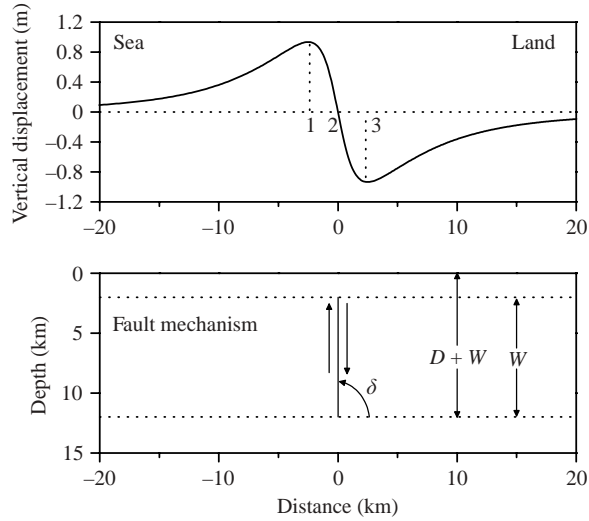 Vertical displacement (m)
1.2
0.8
0.4
0
−0.4
−0.8
−1.2
Sea
Land
1
2
3
−20
−10
0
10
20
Depth (km)
0
5
10
15
Fault mechanism
δ
D + W
W
−20
−10
0
10
20
Distance (km)